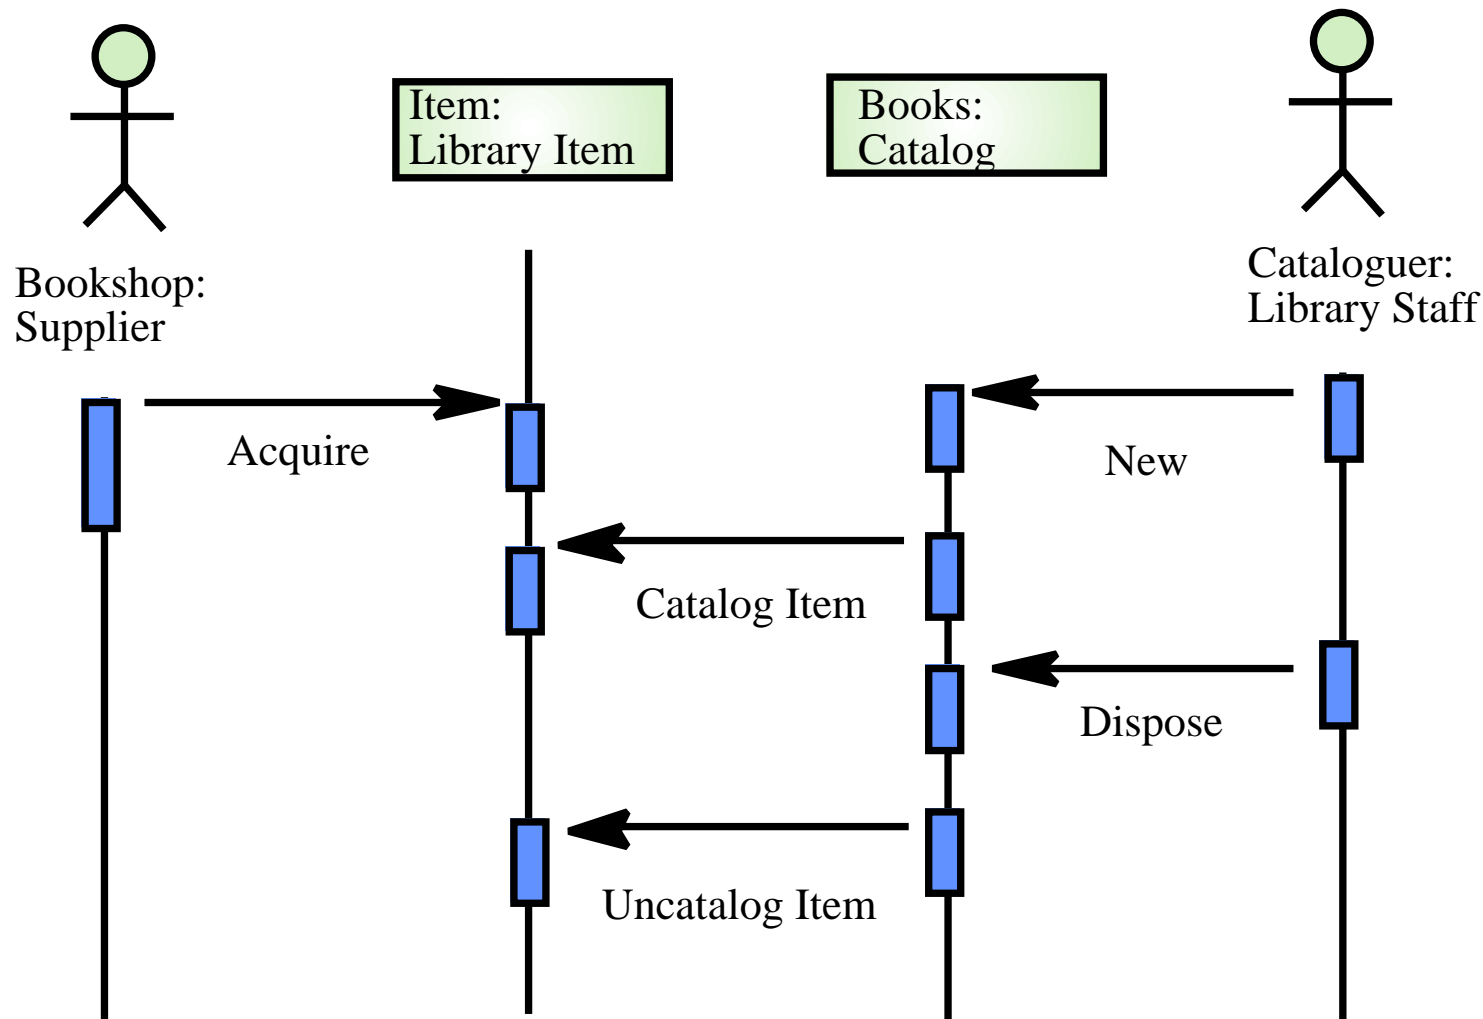 Item:
Library Item
Books:
Catalog
Bookshop:
Supplier
Cataloguer:
Library Staff
Acquire
New
Catalog Item
Dispose
Uncatalog Item